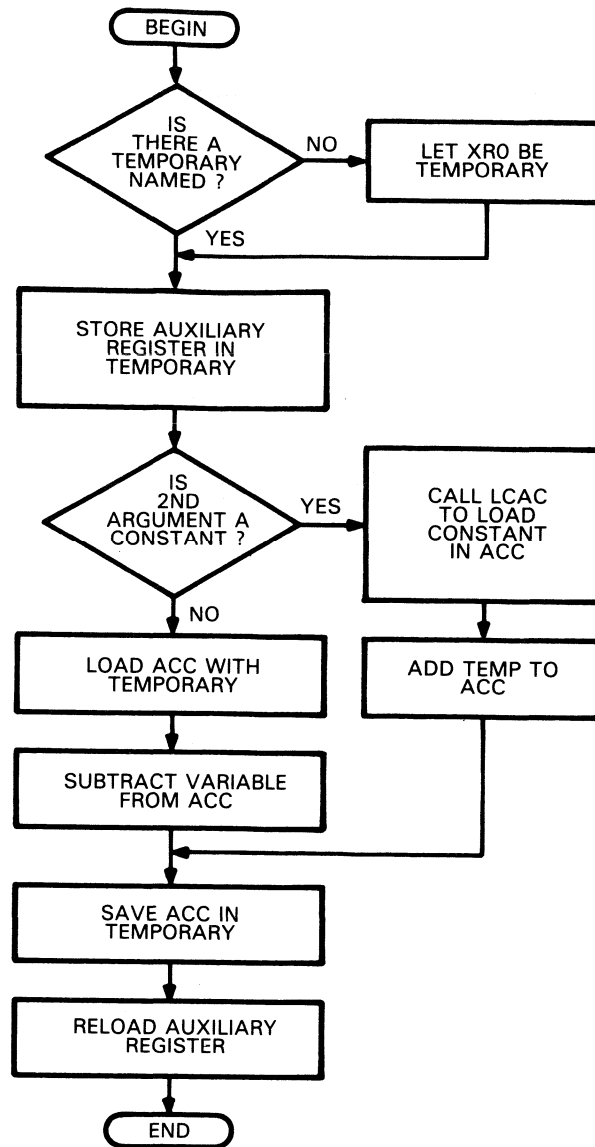 BEGIN
IS
THERE A
TEMPORARY
NAMED ?
NO
LET XR0 BE
TEMPORARY
YES
STORE AUXILIARY
REGISTER IN
TEMPORARY
IS
2ND
ARGUMENT A
CONSTANT ?
YES
CALL LCAC
TO LOAD
CONSTANT
IN ACC
NO
LOAD ACC WITH
TEMPORARY
ADD TEMP TO
ACC
SUBTRACT VARIABLE
FROM ACC
SAVE ACC IN
TEMPORARY
RELOAD AUXILIARY
REGISTER
END